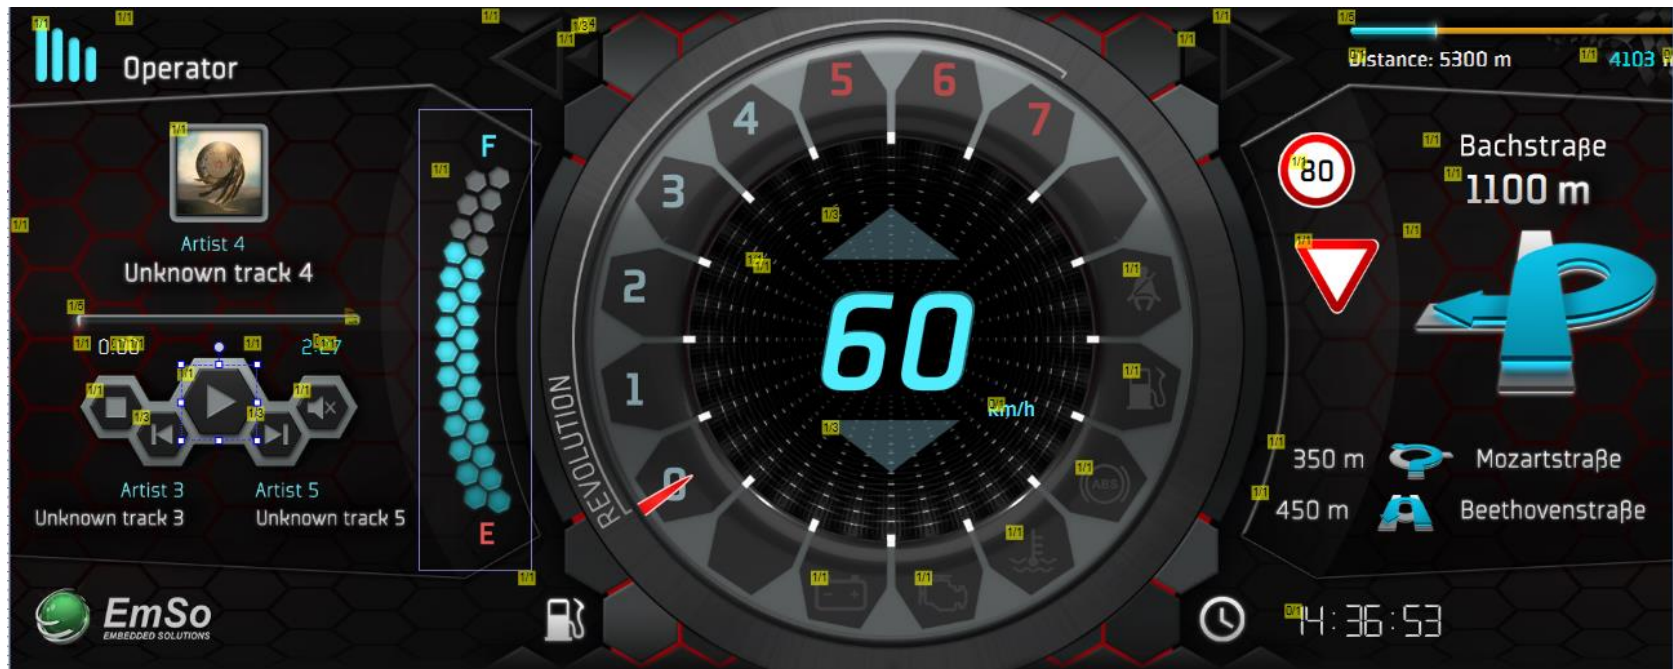 Operator
Artist 4
Unknown track 4
0:00
2:27
Artist 3
Unknown track 3
Artist 5
Unknown track 5
EmSo
EMBEDDED SOLUTIONS
F
E
REVOLUTION
0
1
2
3
4
5
6
7
60
km/h
ABS
Distance: 5300 m
4103
80
Bachstraße
1100 m
350 m Mozartstraße
450 m Beethovenstraße
14:36:53